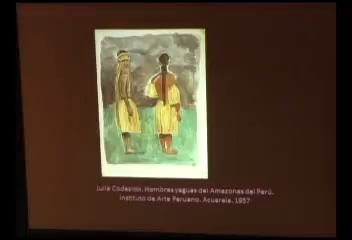 Julia Codesido. Hombres yaguas del Amazonas del Perú.
Instituto de Arte Peruano. Acuarela. 1957